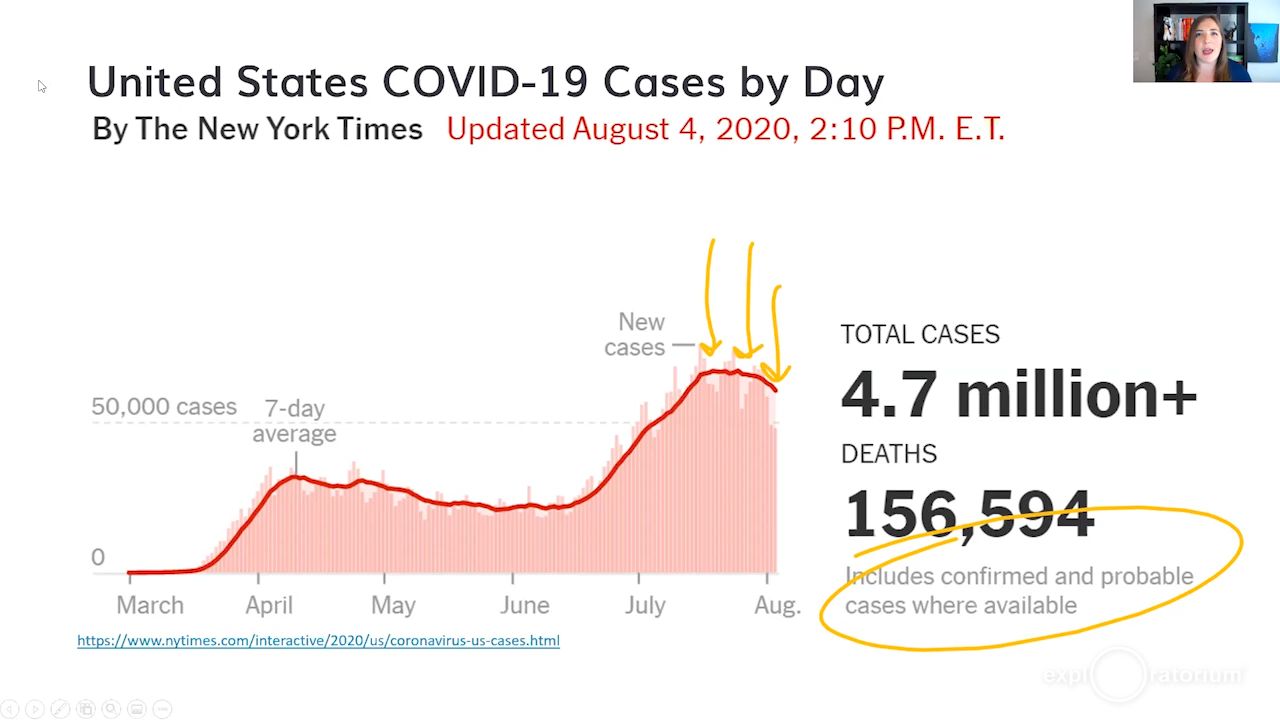 United States COVID-19 Cases by Day
By The New York Times Updated August 4, 2020, 2:10 P.M. E.T.
New
cases
50,000 cases
7-day
average
0
March April May June July Aug.
TOTAL CASES
4.7 million+
DEATHS
156,594
Includes confirmed and probable
cases where available
https://www.nytimes.com/interactive/2020/us/coronavirus-us-cases.html
exploratorium